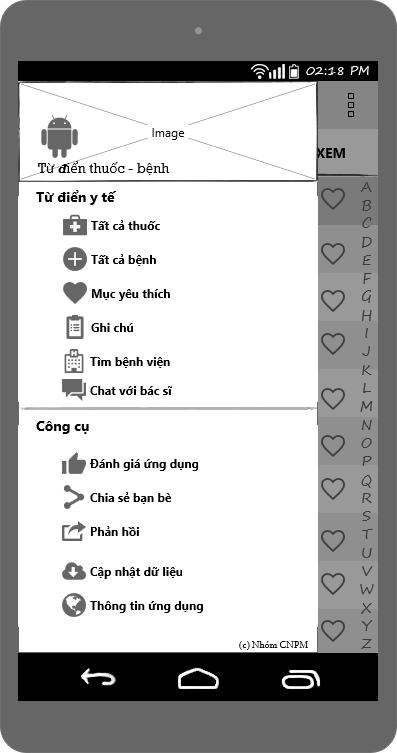 02:18 PM
Image
Từ điển thuốc - bệnh
XEM
Từ điển y tế
Tất cả thuốc
Tất cả bệnh
Mục yêu thích
Ghi chú
Tìm bệnh viện
Chat với bác sĩ
Công cụ
Đánh giá ứng dụng
Chia sẻ bạn bè
Phản hồi
Cập nhật dữ liệu
Thông tin ứng dụng
(c) Nhóm CNPM
A
B
C
D
E
F
G
H
I
J
K
L
M
N
O
P
Q
R
S
T
U
V
W
X
Y
Z